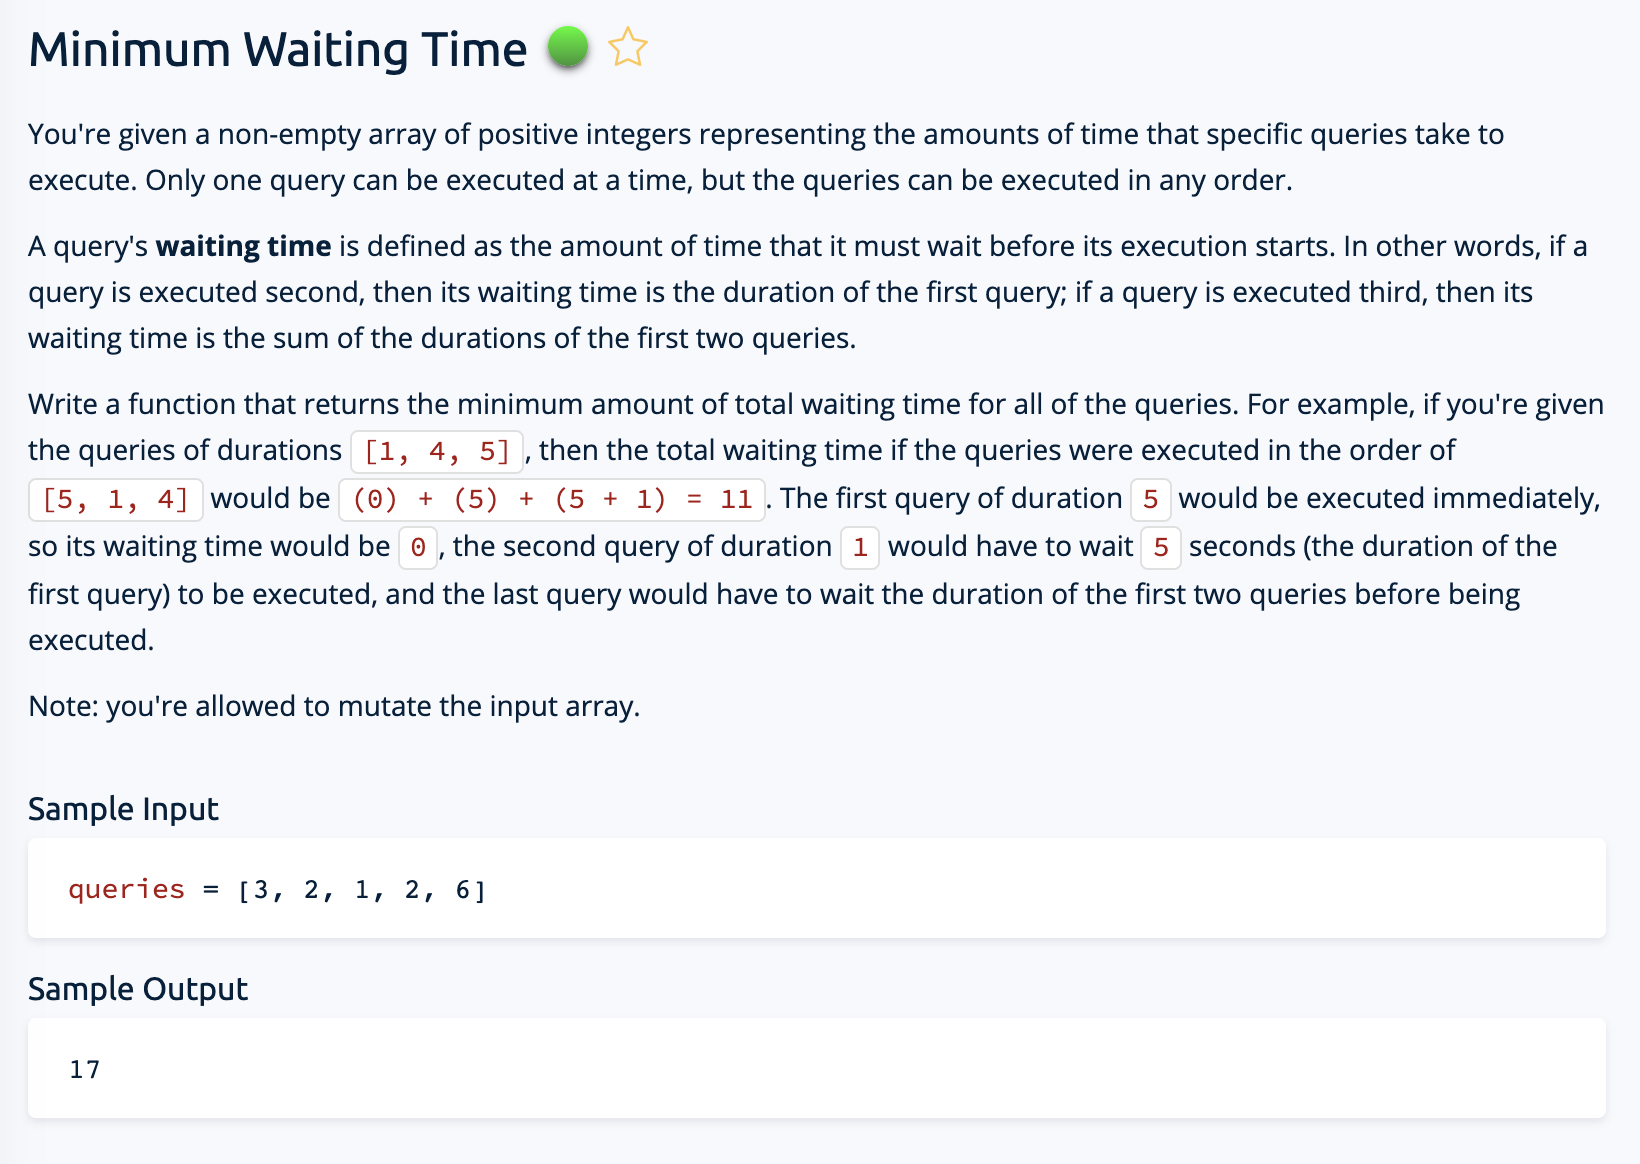 Minimum Waiting Time
You're given a non-empty array of positive integers representing the amounts of time that specific queries take to
execute. Only one query can be executed at a time, but the queries can be executed in any order.
A query's waiting time is defined as the amount of time that it must wait before its execution starts. In other words, if a
query is executed second, then its waiting time is the duration of the first query; if a query is executed third, then its
waiting time is the sum of the durations of the first two queries.
Write a function that returns the minimum amount of total waiting time for all of the queries. For example, if you're given
the queries of durations [1, 4, 5], then the total waiting time if the queries were executed in the order of
[5, 1, 4] would be (0) + (5) + (5 + 1) = 11. The first query of duration 5 would be executed immediately,
so its waiting time would be 0, the second query of duration 1 would have to wait 5 seconds (the duration of the
first query) to be executed, and the last query would have to wait the duration of the first two queries before being
executed.
Note: you're allowed to mutate the input array.
Sample Input
queries = [3, 2, 1, 2, 6]
Sample Output
17